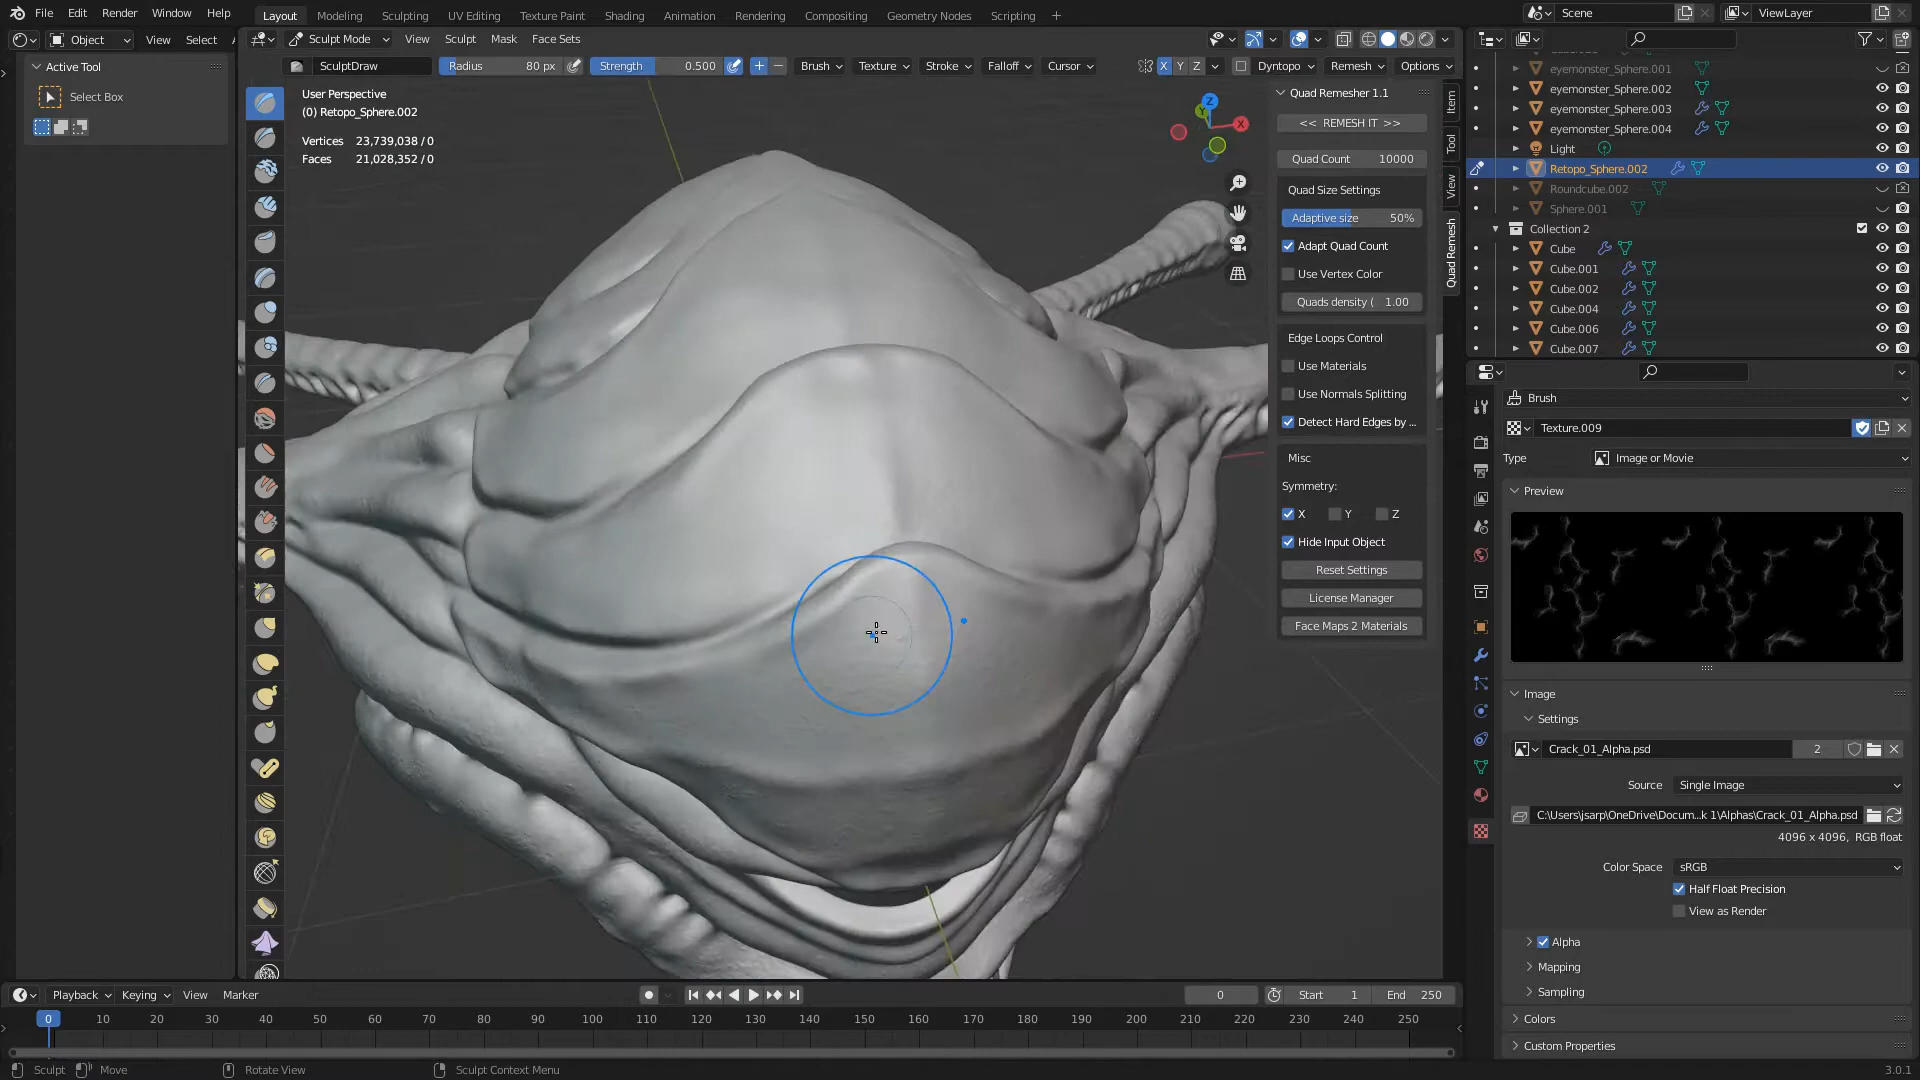 File Edit Render Window Help
Layout Modeling Sculpting UV Editing Texture Paint Shading Animation Rendering Compositing Geometry Nodes Scripting +
Scene
ViewLayer
Object View Select
Sculpt Mode View Sculpt Mask Face Sets
SculptDraw Radius 80 px Strength 0.500 Brush Texture Stroke Falloff Cursor X Y Z Dyntopo Remesh Options
Active Tool
Select Box
User Perspective
(0) Retopo_Sphere.002
Vertices 23,739,038 / 0
Faces 21,028,352 / 0
Z
X
Y
Quad Remesher 1.1
<< REMESH IT >>
Quad Count 10000
Quad Size Settings
Adaptive size 50%
Adapt Quad Count
Use Vertex Color
Quads density ( 1.00
Edge Loops Control
Use Materials
Use Normals Splitting
Detect Hard Edges by ...
Misc
Symmetry:
X Y Z
Hide Input Object
Reset Settings
License Manager
Face Maps 2 Materials
Item
Tool
View
Quad Remesh
eyemonster_Sphere.001
eyemonster_Sphere.002
eyemonster_Sphere.003
eyemonster_Sphere.004
Light
Retopo_Sphere.002
Roundcube.002
Sphere.001
Collection 2
Cube
Cube.001
Cube.002
Cube.004
Cube.006
Cube.007
Brush
Texture.009
Type Image or Movie
Preview
Image
Settings
Crack_01_Alpha.psd 2
Source Single Image
C:\Users\jsarp\OneDrive\Docum...k 1\Alphas\Crack_01_Alpha.psd
4096 x 4096, RGB float
Color Space sRGB
Half Float Precision
View as Render
Alpha
Mapping
Sampling
Colors
Custom Properties
Playback Keying View Marker
0 Start 1 End 250
0 10 20 30 40 50 60 70 80 90 100 110 120 130 140 150 160 170 180 190 200 210 220 230 240 250
Sculpt Move Rotate View Sculpt Context Menu 3.0.1